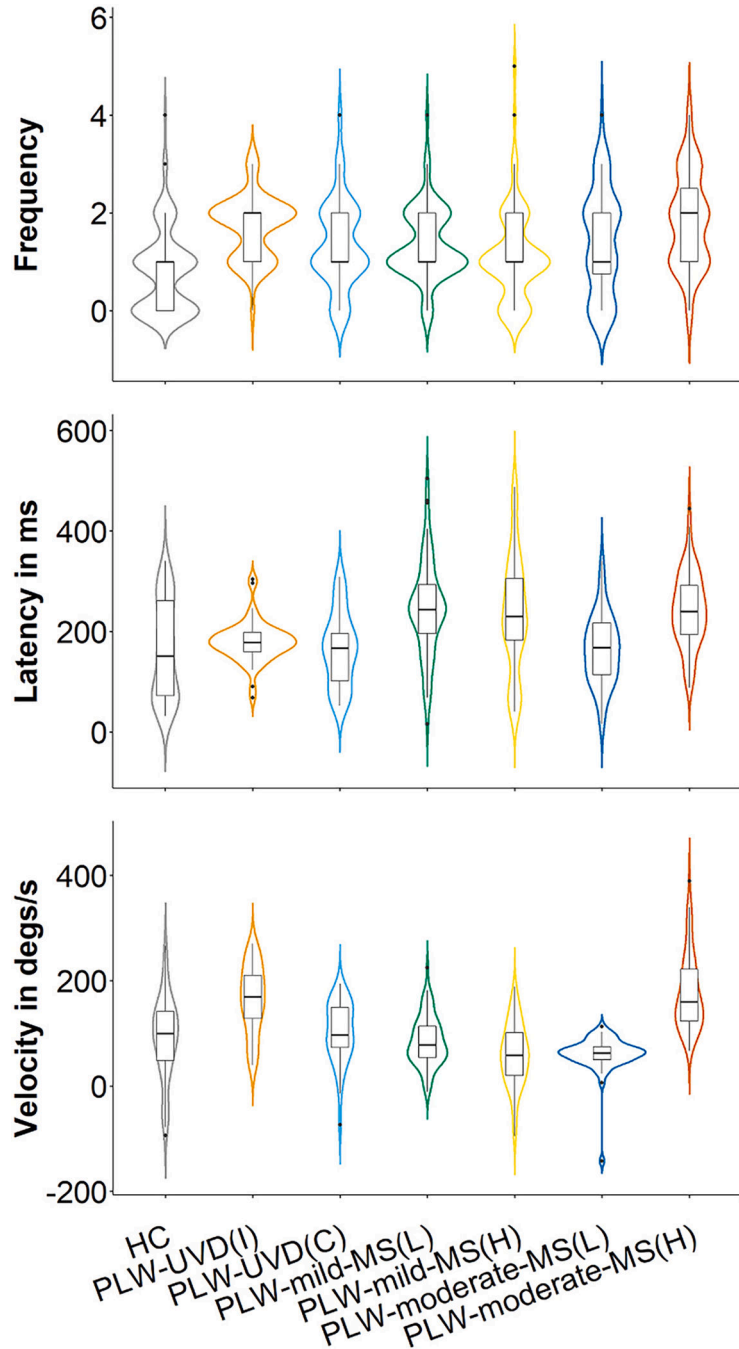 6
4
2
0
Frequency
600
400
200
0
Latency in ms
400
200
0
-200
Velocity in degs/s
HC
PLW-UVD(I)
PLW-UVD(C)
PLW-mild-MS(L)
PLW-mild-MS(H)
PLW-moderate-MS(L)
PLW-moderate-MS(H)